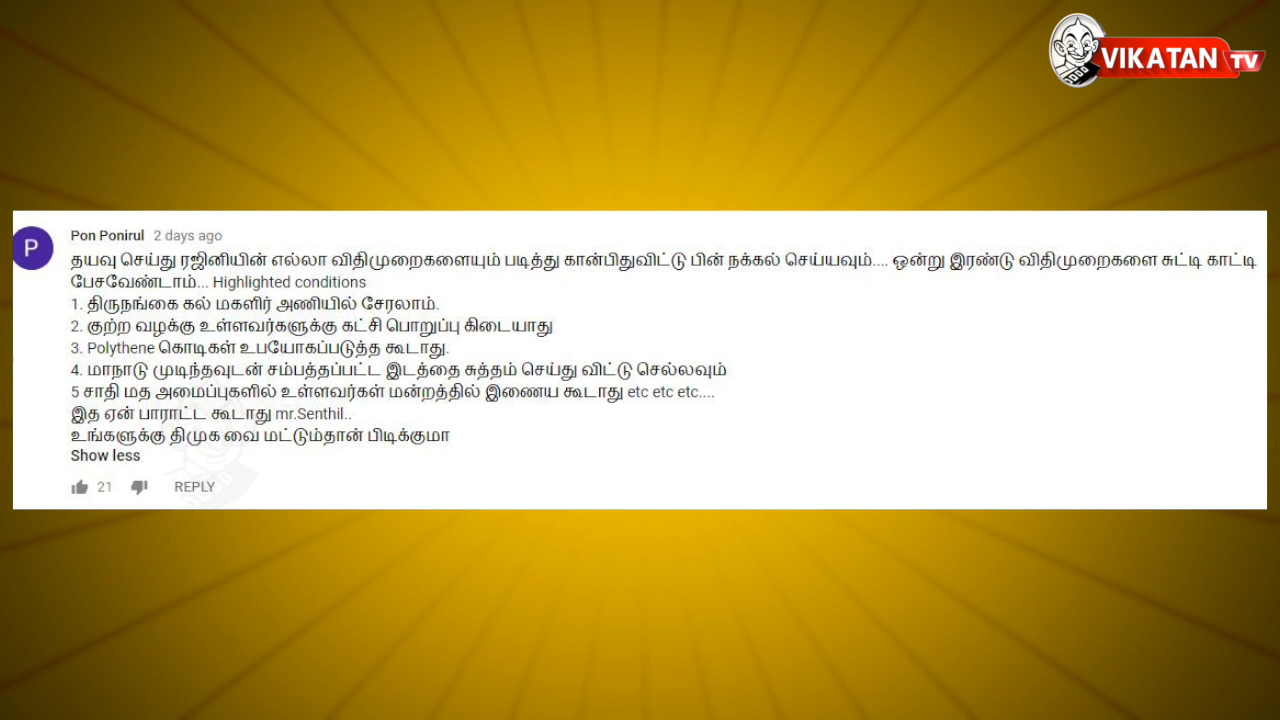 VIKATAN TV
P
Pon Ponirul 2 days ago
தயவு செய்து ரஜினியின் எல்லா விதிமுறைகளையும் படித்து கான்பிதுவிட்டு பின் நக்கல் செய்யவும்.... ஒன்று இரண்டு விதிமுறைகளை சுட்டி காட்டி
பேசவேண்டாம்... Highlighted conditions
1. திருநங்கை கல் மகளிர் அணியில் சேரலாம்.
2. குற்ற வழக்கு உள்ளவர்களுக்கு கட்சி பொறுப்பு கிடையாது
3. Polythene கொடிகள் உபயோகப்படுத்த கூடாது.
4. மாநாடு முடிந்தவுடன் சம்பத்தப்பட்ட இடத்தை சுத்தம் செய்து விட்டு செல்லவும்
5 சாதி மத அமைப்புகளில் உள்ளவர்கள் மன்றத்தில் இணைய கூடாது etc etc etc....
இத ஏன் பாராட்ட கூடாது mr.Senthil..
உங்களுக்கு திமுக வை மட்டும்தான் பிடிக்குமா
Show less
21 REPLY